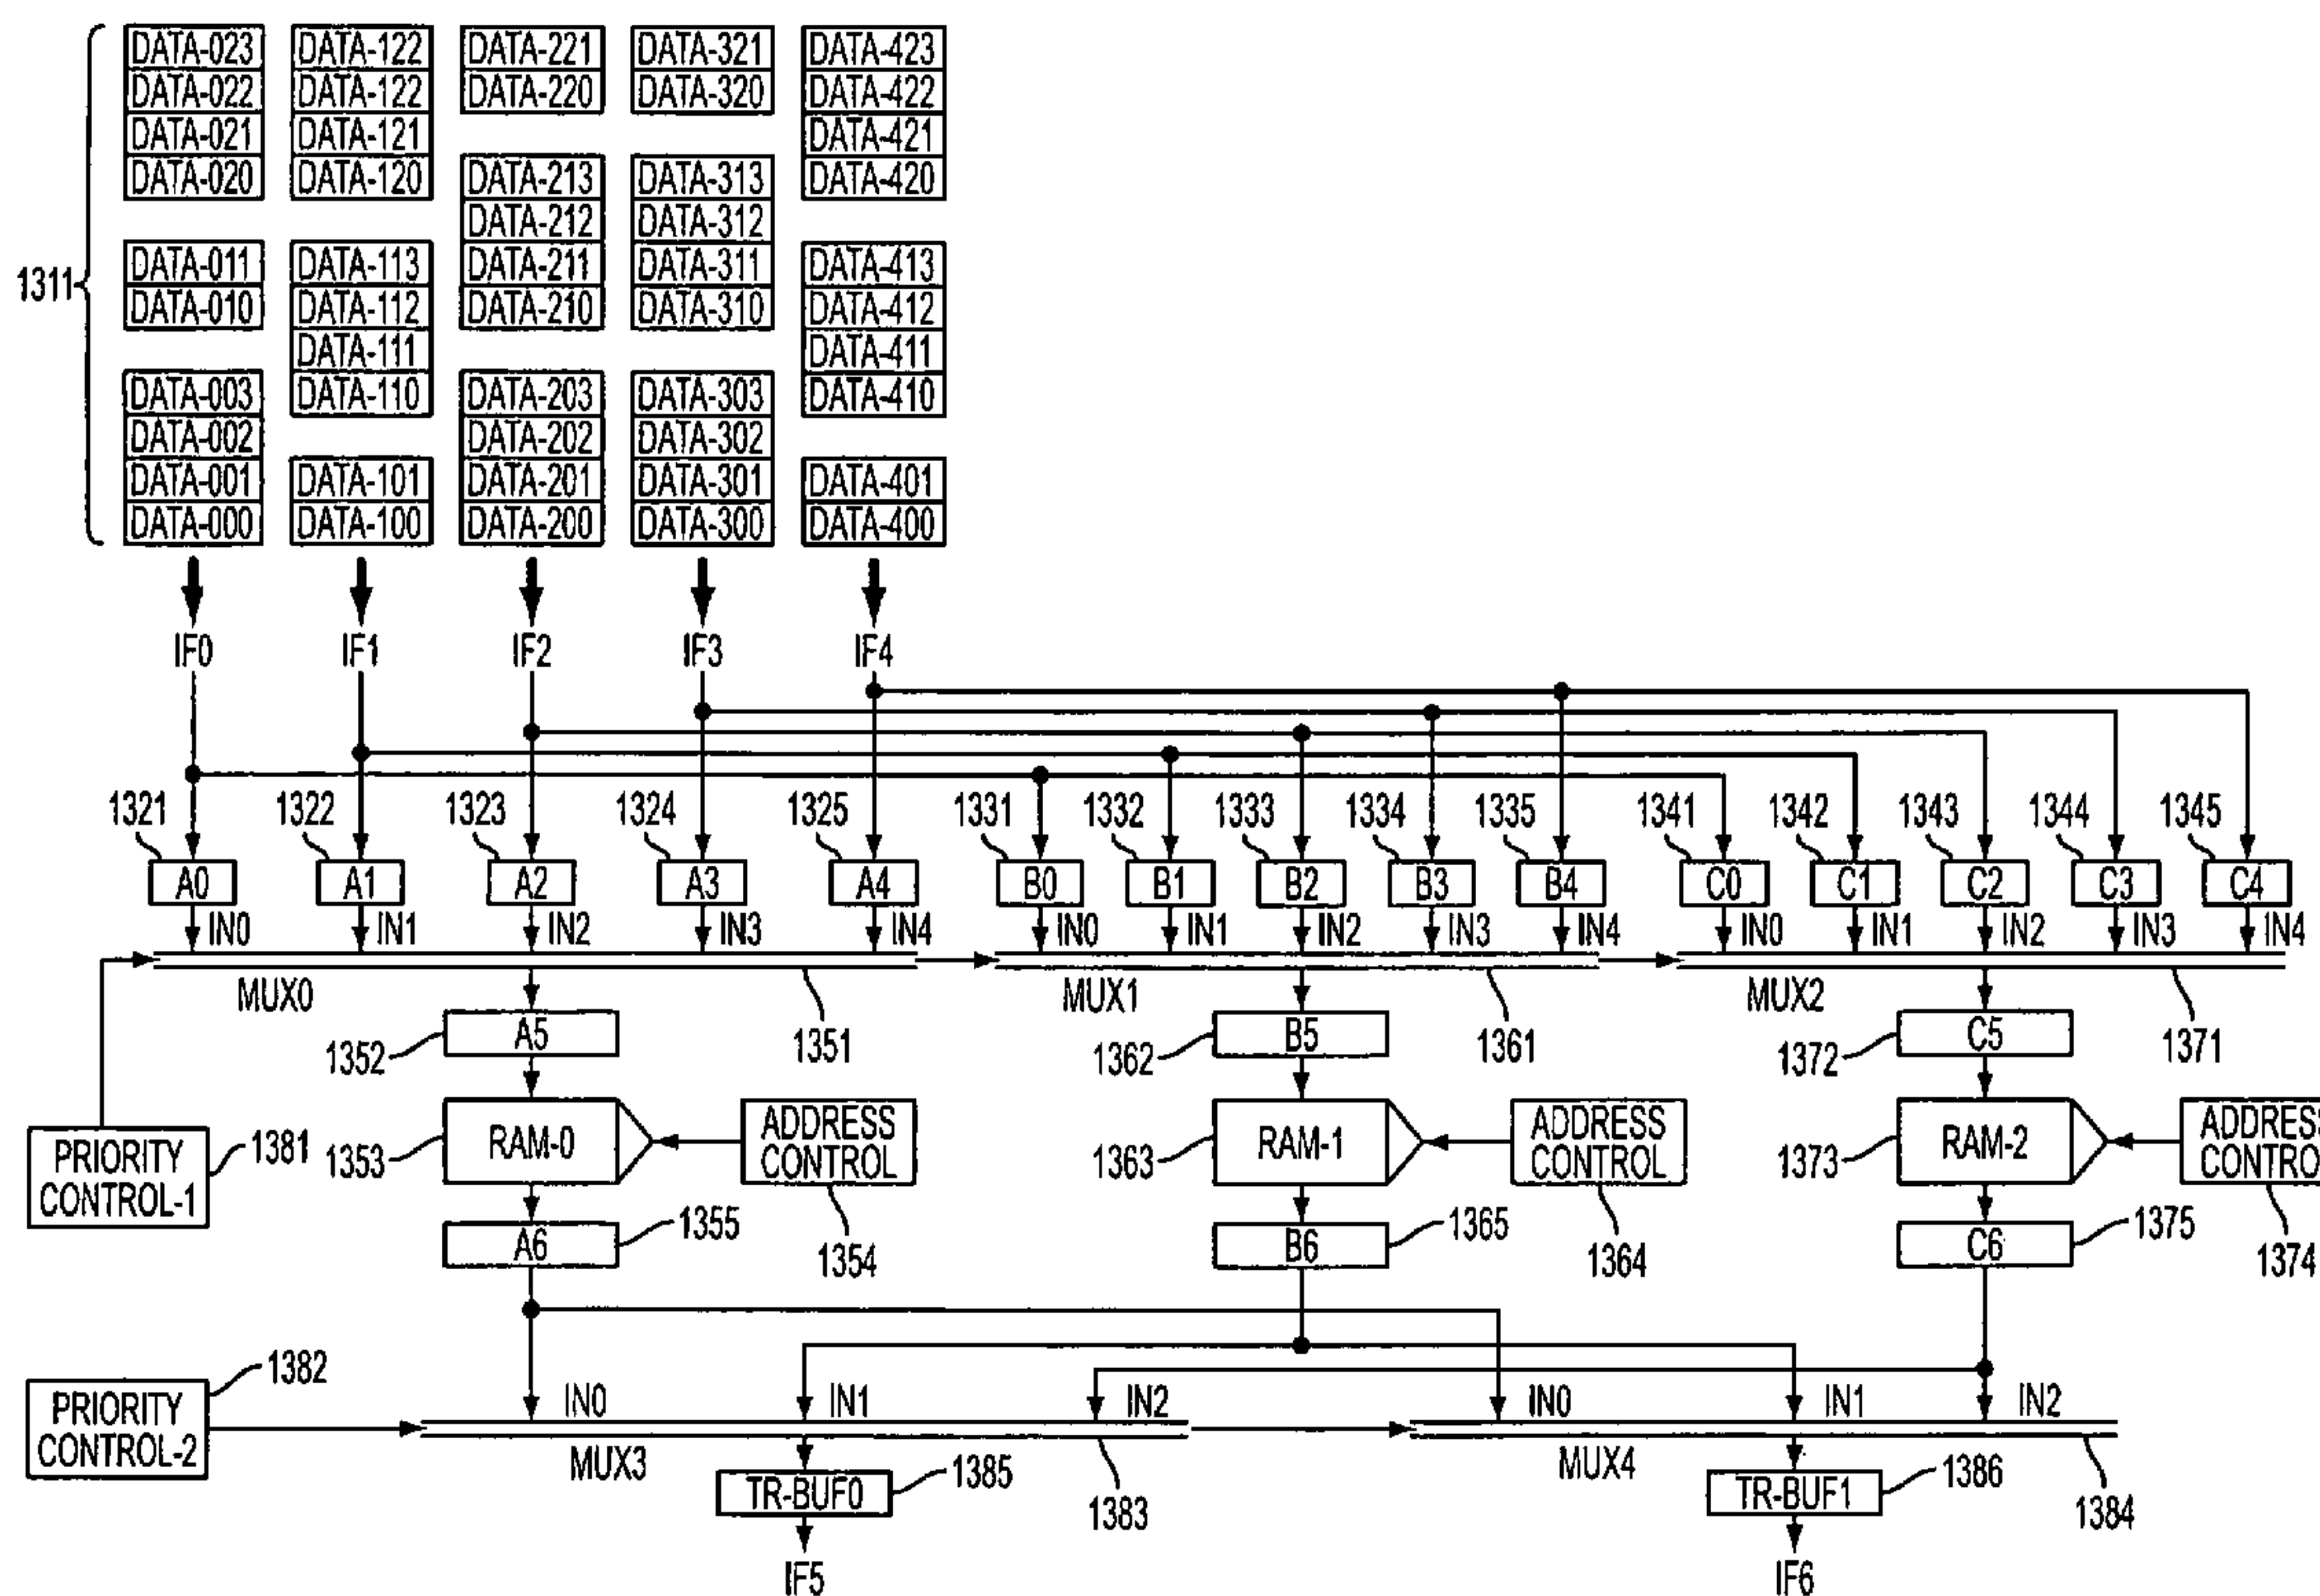 DATA-023 DATA-122 DATA-221 DATA-321 DATA-423
DATA-022 DATA-122 DATA-220 DATA-320 DATA-422
DATA-021 DATA-121 DATA-421
DATA-020 DATA-120 DATA-213 DATA-313 DATA-420
DATA-212 DATA-312
1311 DATA-011 DATA-113 DATA-211 DATA-311 DATA-413
DATA-010 DATA-112 DATA-210 DATA-310 DATA-412
DATA-111 DATA-411
DATA-003 DATA-110 DATA-203 DATA-303 DATA-410
DATA-002 DATA-202 DATA-302
DATA-001 DATA-101 DATA-201 DATA-301 DATA-401
DATA-000 DATA-100 DATA-200 DATA-300 DATA-400
IF0 IF1 IF2 IF3 IF4
1321 1322 1323 1324 1325 1331 1332 1333 1334 1335 1341 1342 1343 1344 1345
A0 A1 A2 A3 A4 B0 B1 B2 B3 B4 C0 C1 C2 C3 C4
IN0 IN1 IN2 IN3 IN4 IN0 IN1 IN2 IN3 IN4 IN0 IN1 IN2 IN3 IN4
MUX0 MUX1 MUX2
1352 A5 1351 1362 B5 1361 1372 C5 1371
PRIORITY CONTROL-1 1381
1353 RAM-0 ADDRESS CONTROL 1363 RAM-1 ADDRESS CONTROL 1373 RAM-2 ADDRESS CONTRO
A6 1355 1354 B6 1365 1364 C6 1375 1374
PRIORITY CONTROL-2 1382
IN0 IN1 IN2 IN0 IN1 IN2
MUX3 MUX4
TR-BUF0 1385 1383 TR-BUF1 1386 1384
IF5 IF6